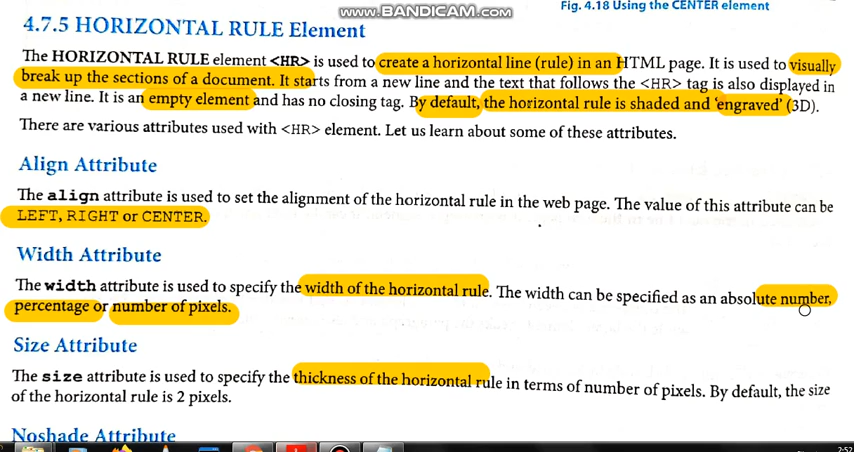 www.BANDICAM.com
Fig. 4.18 Using the CENTER element
4.7.5 HORIZONTAL RULE Element
The HORIZONTAL RULE element <HR> is used to create a horizontal line (rule) in an HTML page. It is used to visually
break up the sections of a document. It starts from a new line and the text that follows the <HR> tag is also displayed in
a new line. It is an empty element and has no closing tag. By default, the horizontal rule is shaded and 'engraved' (3D).
There are various attributes used with <HR> element. Let us learn about some of these attributes.
Align Attribute
The align attribute is used to set the alignment of the horizontal rule in the web page. The value of this attribute can be
LEFT, RIGHT or CENTER.
Width Attribute
The width attribute is used to specify the width of the horizontal rule. The width can be specified as an absolute number,
percentage or number of pixels.
Size Attribute
The size attribute is used to specify the thickness of the horizontal rule in terms of number of pixels. By default, the size
of the horizontal rule is 2 pixels.
Noshade Attribute
2:52